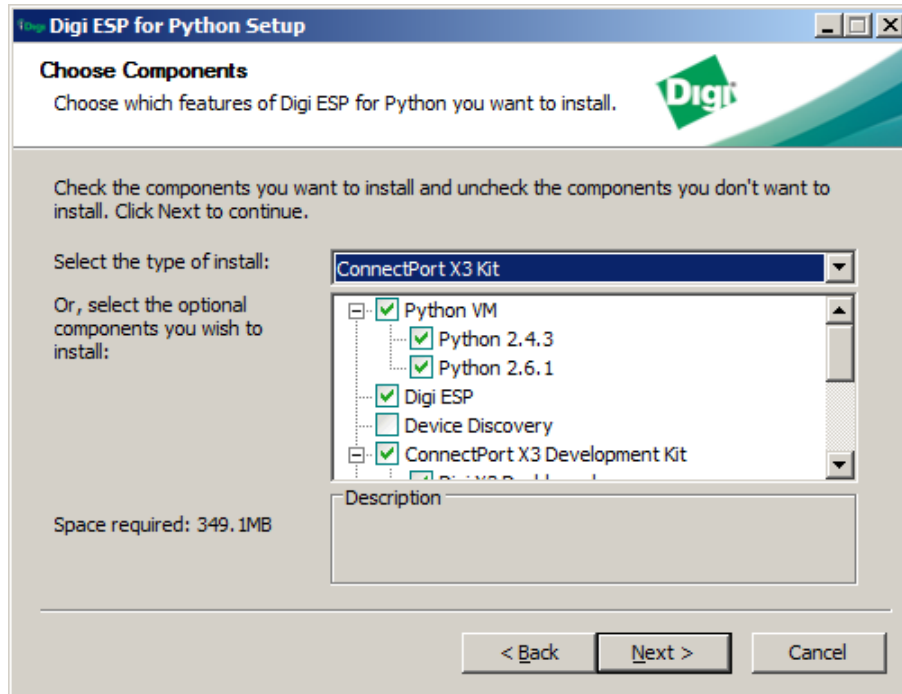 Digi Digi ESP for Python Setup
Choose Components
Choose which features of Digi ESP for Python you want to install.
Digi
Check the components you want to install and uncheck the components you don't want to
install. Click Next to continue.
Select the type of install:
ConnectPort X3 Kit
Or, select the optional
components you wish to
install:
Python VM
Python 2.4.3
Python 2.6.1
Digi ESP
Device Discovery
ConnectPort X3 Development Kit
Description
Space required: 349.1MB
< Back
Next >
Cancel